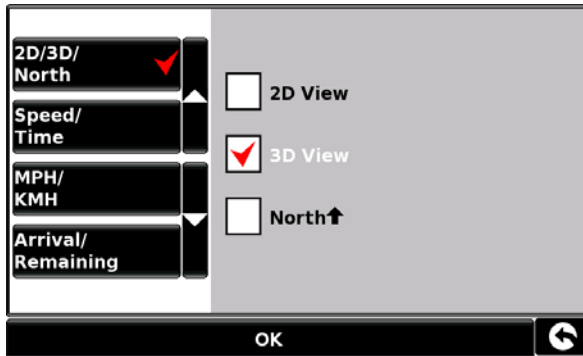 2D/3D/
North
Speed/
Time
MPH/
KMH
Arrival/
Remaining
2D View
3D View
North⬆
OK